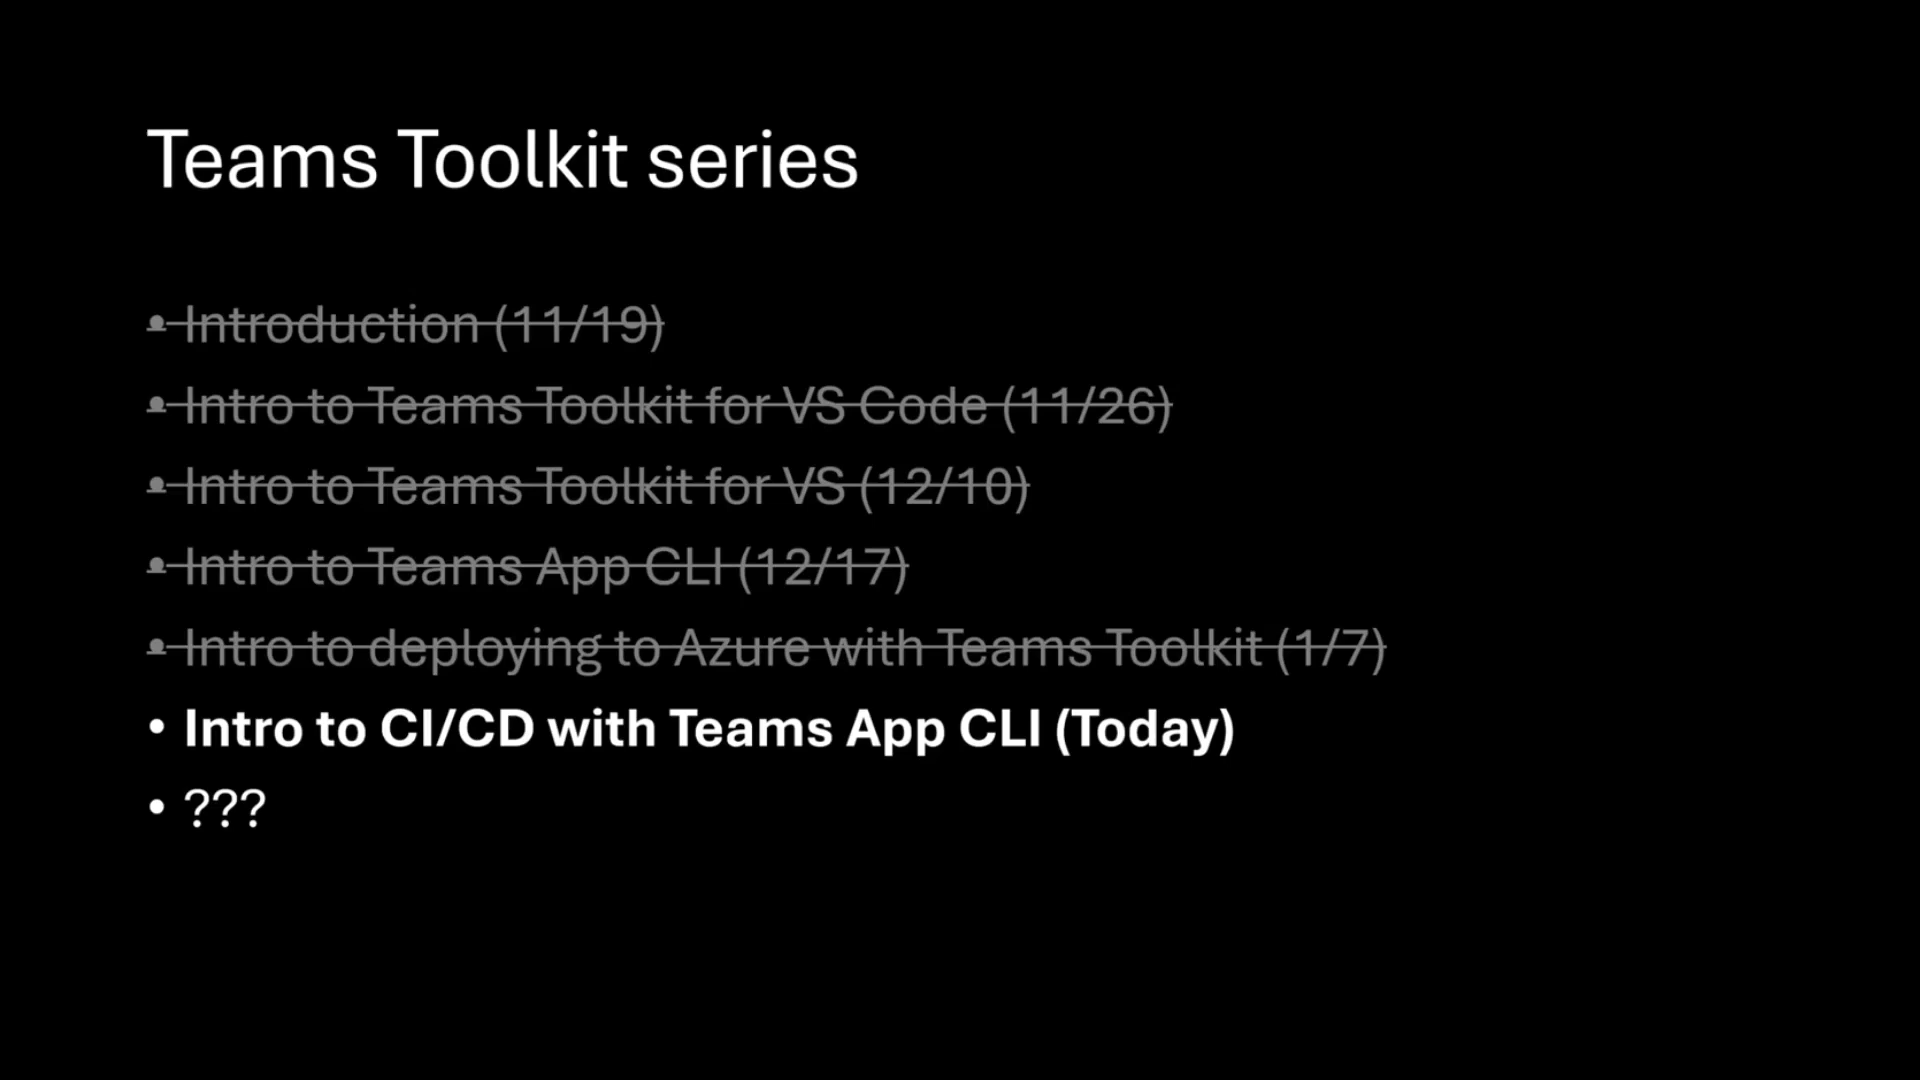 Teams Toolkit series
• Introduction (11/19)
• Intro to Teams Toolkit for VS Code (11/26)
• Intro to Teams Toolkit for VS (12/10)
• Intro to Teams App CLI (12/17)
• Intro to deploying to Azure with Teams Toolkit (1/7)
• Intro to CI/CD with Teams App CLI (Today)
• ???